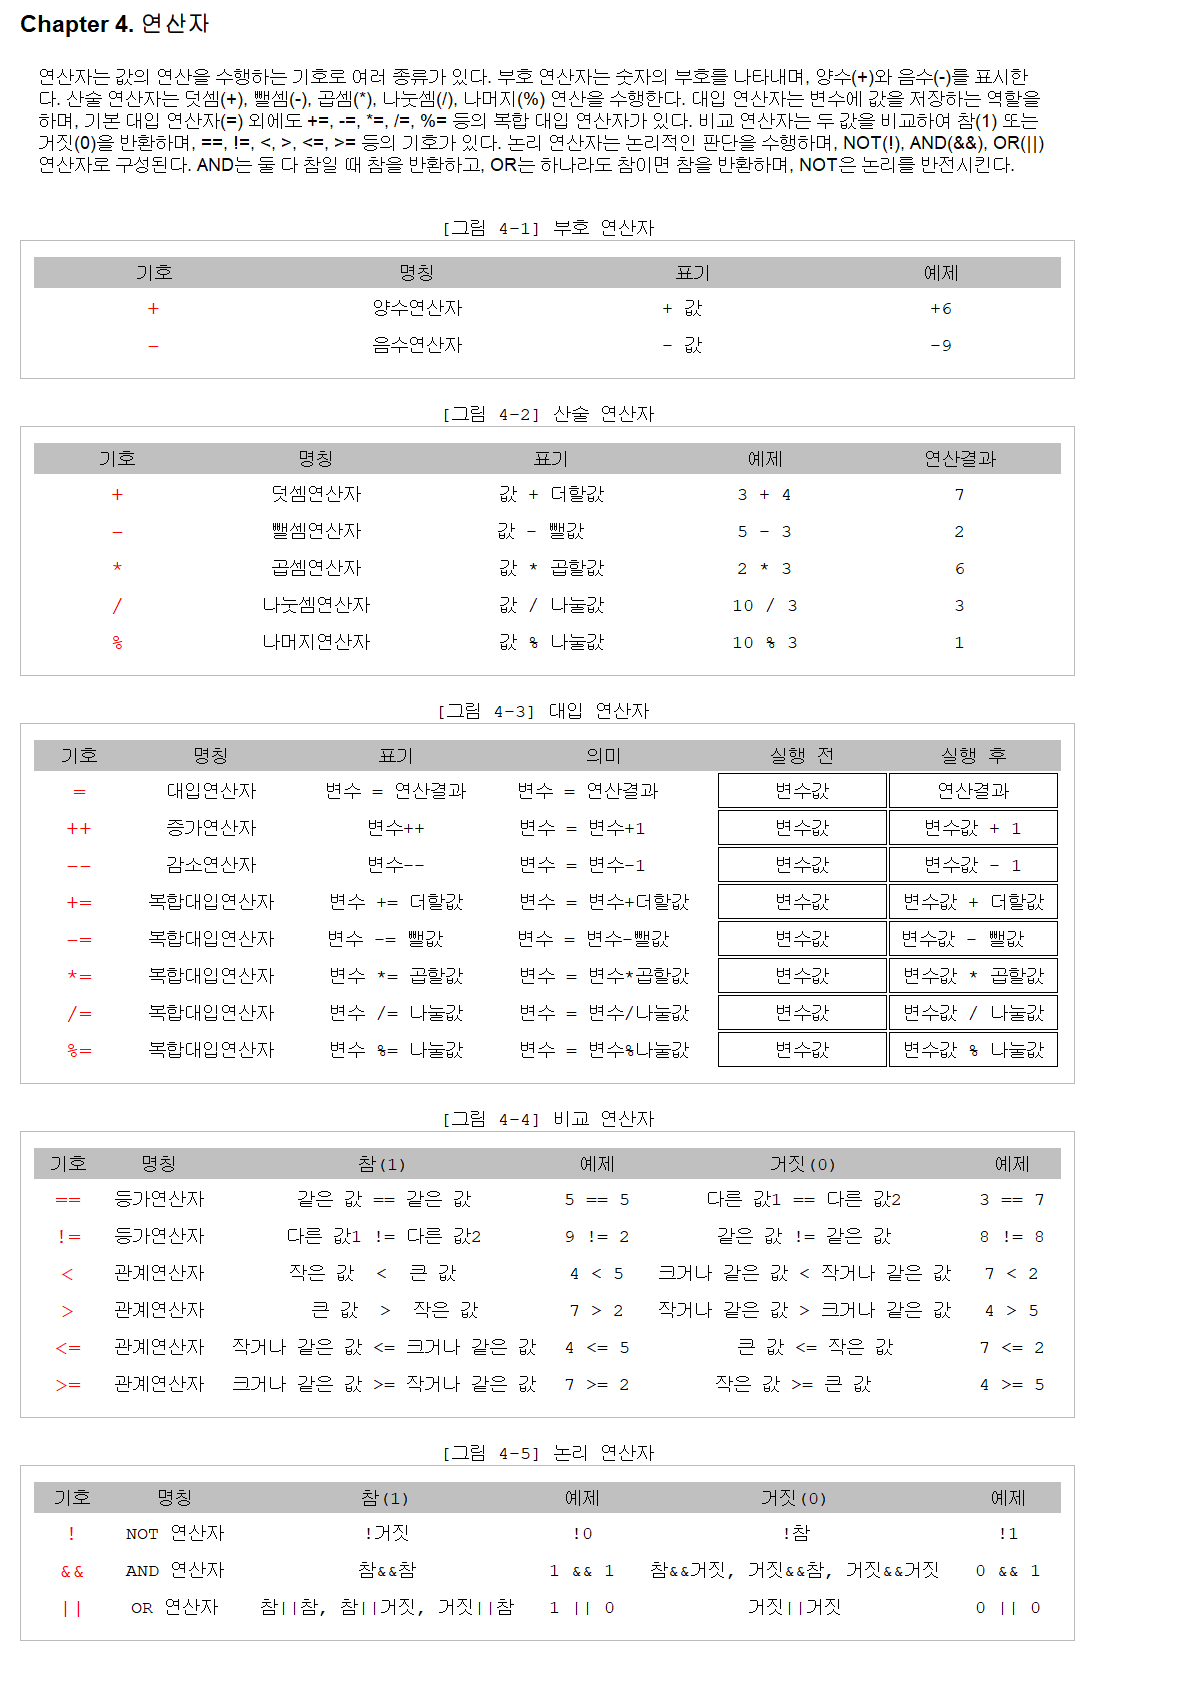 Chapter 4. 연산자
연산자는 값의 연산을 수행하는 기호로 여러 종류가 있다. 부호 연산자는 숫자의 부호를 나타내며, 양수(+)와 음수(-)를 표시한
다. 산술 연산자는 덧셈(+), 뺄셈(-), 곱셈(*), 나눗셈(/), 나머지(%) 연산을 수행한다. 대입 연산자는 변수에 값을 저장하는 역할을
하며, 기본 대입 연산자(=) 외에도 +=, -=, *=, /=, %= 등의 복합 대입 연산자가 있다. 비교 연산자는 두 값을 비교하여 참(1) 또는
거짓(0)을 반환하며, ==, !=, <, >, <=, >= 등의 기호가 있다. 논리 연산자는 논리적인 판단을 수행하며, NOT(!), AND(&&), OR(||)
연산자로 구성된다. AND는 둘 다 참일 때 참을 반환하고, OR는 하나라도 참이면 참을 반환하며, NOT은 논리를 반전시킨다.
[그림 4-1] 부호 연산자
기호 명칭 표기 예제
+ 양수연산자 + 값 +6
- 음수연산자 - 값 -9
[그림 4-2] 산술 연산자
기호 명칭 표기 예제 연산결과
+ 덧셈연산자 값 + 더할값 3 + 4 7
- 뺄셈연산자 값 - 뺄값 5 - 3 2
* 곱셈연산자 값 * 곱할값 2 * 3 6
/ 나눗셈연산자 값 / 나눌값 10 / 3 3
% 나머지연산자 값 % 나눌값 10 % 3 1
[그림 4-3] 대입 연산자
기호 명칭 표기 의미 실행 전 실행 후
= 대입연산자 변수 = 연산결과 변수 = 연산결과 변수값 연산결과
++ 증가연산자 변수++ 변수 = 변수+1 변수값 변수값 + 1
-- 감소연산자 변수-- 변수 = 변수-1 변수값 변수값 - 1
+= 복합대입연산자 변수 += 더할값 변수 = 변수+더할값 변수값 변수값 + 더할값
-= 복합대입연산자 변수 -= 뺄값 변수 = 변수-뺄값 변수값 변수값 - 뺄값
*= 복합대입연산자 변수 *= 곱할값 변수 = 변수*곱할값 변수값 변수값 * 곱할값
/= 복합대입연산자 변수 /= 나눌값 변수 = 변수/나눌값 변수값 변수값 / 나눌값
%= 복합대입연산자 변수 %= 나눌값 변수 = 변수%나눌값 변수값 변수값 % 나눌값
[그림 4-4] 비교 연산자
기호 명칭 참(1) 예제 거짓(0) 예제
== 등가연산자 같은 값 == 같은 값 5 == 5 다른 값1 == 다른 값2 3 == 7
!= 등가연산자 다른 값1 != 다른 값2 9 != 2 같은 값 != 같은 값 8 != 8
< 관계연산자 작은 값 < 큰 값 4 < 5 크거나 같은 값 < 작거나 같은 값 7 < 2
> 관계연산자 큰 값 > 작은 값 7 > 2 작거나 같은 값 > 크거나 같은 값 4 > 5
<= 관계연산자 작거나 같은 값 <= 크거나 같은 값 4 <= 5 큰 값 <= 작은 값 7 <= 2
>= 관계연산자 크거나 같은 값 >= 작거나 같은 값 7 >= 2 작은 값 >= 큰 값 4 >= 5
[그림 4-5] 논리 연산자
기호 명칭 참(1) 예제 거짓(0) 예제
! NOT 연산자 !거짓 !0 !참 !1
&& AND 연산자 참&&참 1 && 1 참&&거짓, 거짓&&참, 거짓&&거짓 0 && 1
|| OR 연산자 참||참, 참||거짓, 거짓||참 1 || 0 거짓||거짓 0 || 0